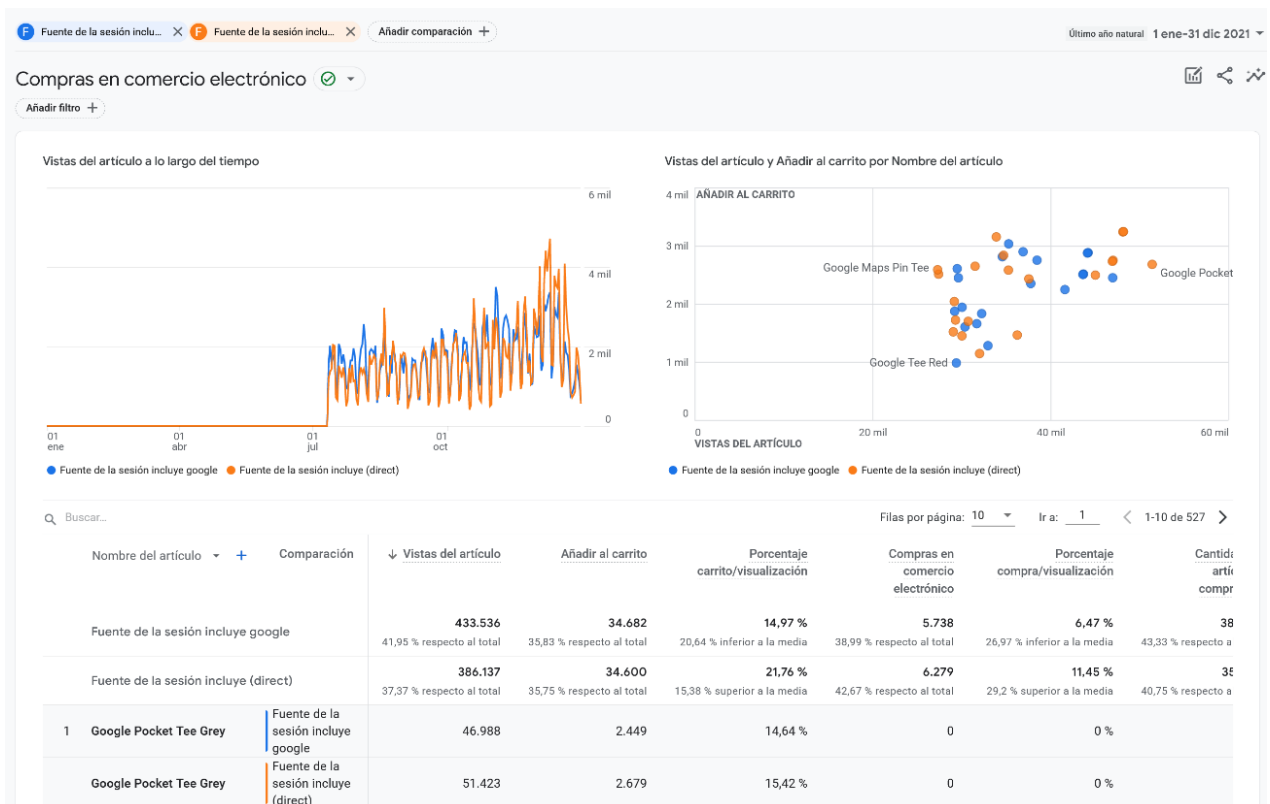 F Fuente de la sesión inclu... F Fuente de la sesión inclu... Añadir comparación +
Último año natural 1 ene-31 dic 2021
Compras en comercio electrónico
Añadir filtro +
Vistas del artículo a lo largo del tiempo
6 mil
4 mil
2 mil
0
01 ene
01 abr
01 jul
01 oct
Fuente de la sesión incluye google Fuente de la sesión incluye (direct)
Vistas del artículo y Añadir al carrito por Nombre del artículo
4 mil AÑADIR AL CARRITO
3 mil
Google Maps Pin Tee
Google Pocket
2 mil
Google Tee Red
1 mil
0
0 20 mil 40 mil 60 mil
VISTAS DEL ARTÍCULO
Fuente de la sesión incluye google Fuente de la sesión incluye (direct)
Buscar...
Filas por página: 10 Ir a: 1 1-10 de 527
Nombre del artículo + Comparación ↓ Vistas del artículo Añadir al carrito Porcentaje carrito/visualización Compras en comercio electrónico Porcentaje compra/visualización Cantida artí compr
Fuente de la sesión incluye google 433.536 34.682 14,97 % 5.738 6,47 % 38
41,95 % respecto al total 35,83 % respecto al total 20,64 % inferior a la media 38,99 % respecto al total 26,97 % inferior a la media 43,33 % respecto a
Fuente de la sesión incluye (direct) 386.137 34.600 21,76 % 6.279 11,45 % 35
37,37 % respecto al total 35,75 % respecto al total 15,38 % superior a la media 42,67 % respecto al total 29,2 % superior a la media 40,75 % respecto a
1 Google Pocket Tee Grey Fuente de la sesión incluye google 46.988 2.449 14,64 % 0 0 %
Google Pocket Tee Grey Fuente de la sesión incluye (direct) 51.423 2.679 15,42 % 0 0 %